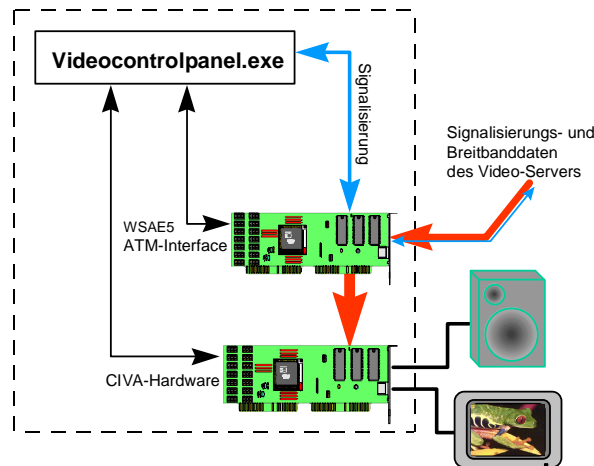 Videocontrolpanel.exe
Signalisierung
Signalisierungs- und
Breitbanddaten
des Video-Servers
WSAE5
ATM-Interface
CIVA-Hardware